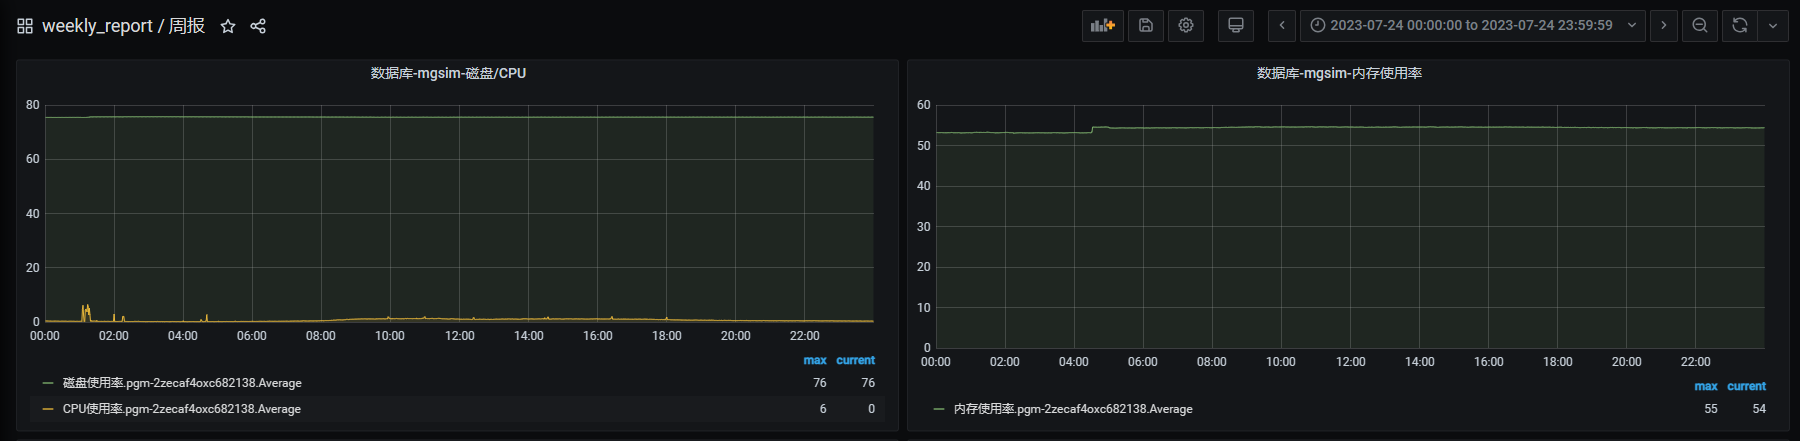 weekly_report / 周报
2023-07-24 00:00:00 to 2023-07-24 23:59:59
数据库-mgsim-磁盘/CPU
80
60
40
20
0
00:00 02:00 04:00 06:00 08:00 10:00 12:00 14:00 16:00 18:00 20:00 22:00
max current
磁盘使用率.pgm-2zecaf4oxc682138.Average 76 76
CPU使用率.pgm-2zecaf4oxc682138.Average 6 0
数据库-mgsim-内存使用率
60
50
40
30
20
10
0
00:00 02:00 04:00 06:00 08:00 10:00 12:00 14:00 16:00 18:00 20:00 22:00
max current
内存使用率.pgm-2zecaf4oxc682138.Average 55 54